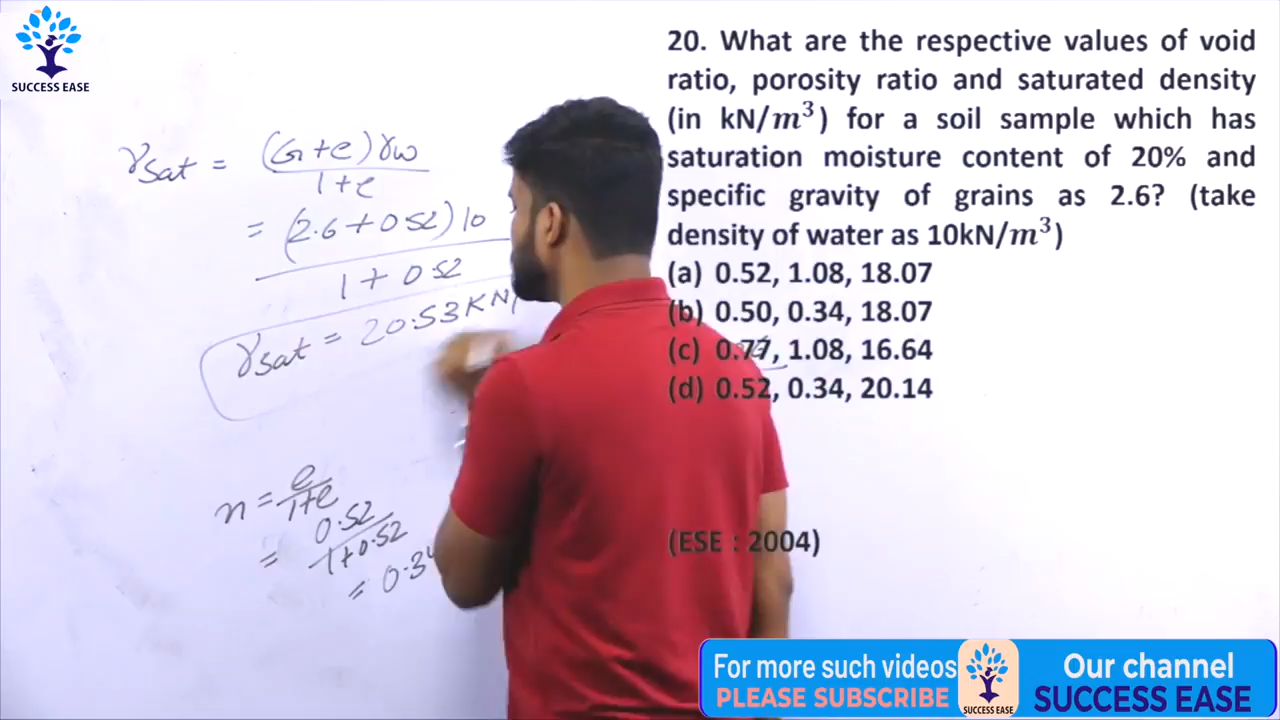 SUCCESS EASE
γsat = (G+e)γw
1+e
= (2.6+0.52)10
1 + 0.52
γsat = 20.53KN
n = e
1+e
= 0.52
1+0.52
= 0.3
20. What are the respective values of void
ratio, porosity ratio and saturated density
(in kN/m³) for a soil sample which has
saturation moisture content of 20% and
specific gravity of grains as 2.6? (take
density of water as 10kN/m³)
(a) 0.52, 1.08, 18.07
(b) 0.50, 0.34, 18.07
(c) 0.77, 1.08, 16.64
(d) 0.52, 0.34, 20.14
(ESE : 2004)
For more such videos
PLEASE SUBSCRIBE
SUCCESS EASE
Our channel
SUCCESS EASE